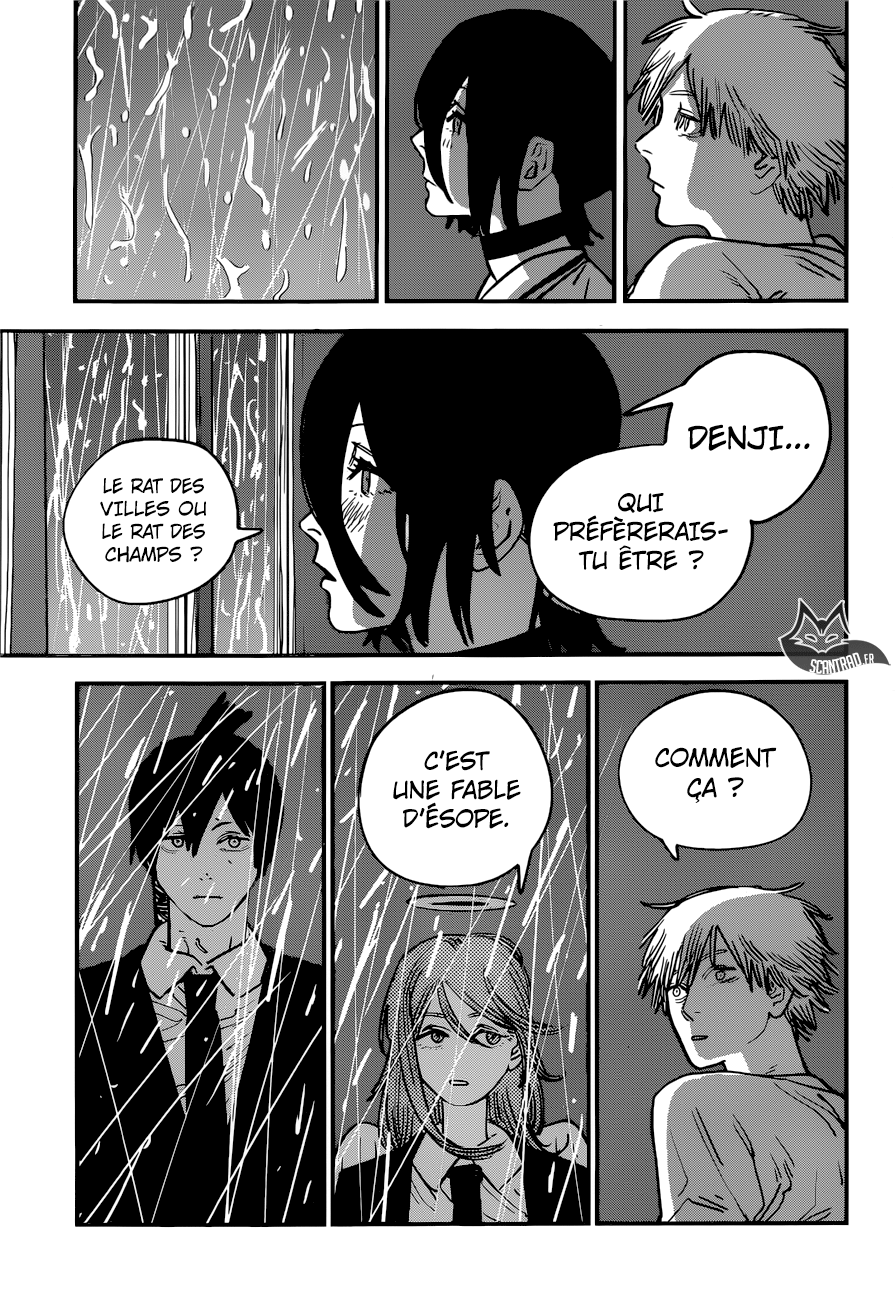 DENJI...
QUI
PRÉFÈRERAIS-
TU ÊTRE ?
LE RAT DES
VILLES OU
LE RAT DES
CHAMPS ?
SCANTRAD.FR
COMMENT
ÇA ?
C'EST
UNE FABLE
D'ÉSOPE.